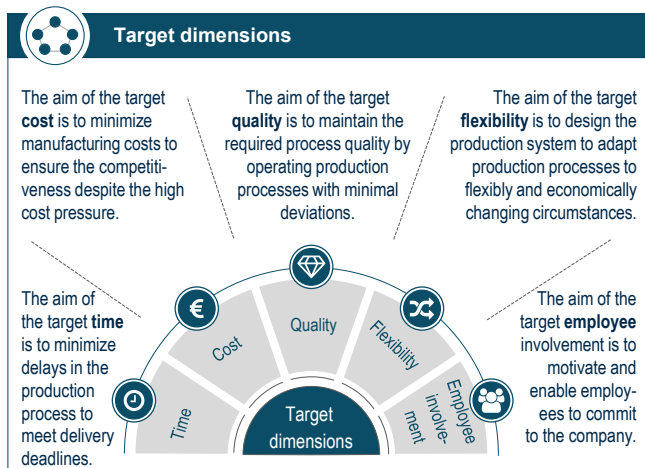 Target dimensions
The aim of the target
cost is to minimize
manufacturing costs to
ensure the competiti-
veness despite the high
cost pressure.
The aim of the target
quality is to maintain the
required process quality by
operating production
processes with minimal
deviations.
The aim of the target
flexibility is to design the
production system to adapt
production processes to
flexibly and economically
changing circumstances.
The aim of
the target time
is to minimize
delays in the
production
process to
meet delivery
deadlines.
€
Time
Cost
Quality
Flexibility
Employee
involve-
ment
Target
dimensions
The aim of the
target employee
involvement is to
motivate and
enable employ-
ees to commit
to the company.